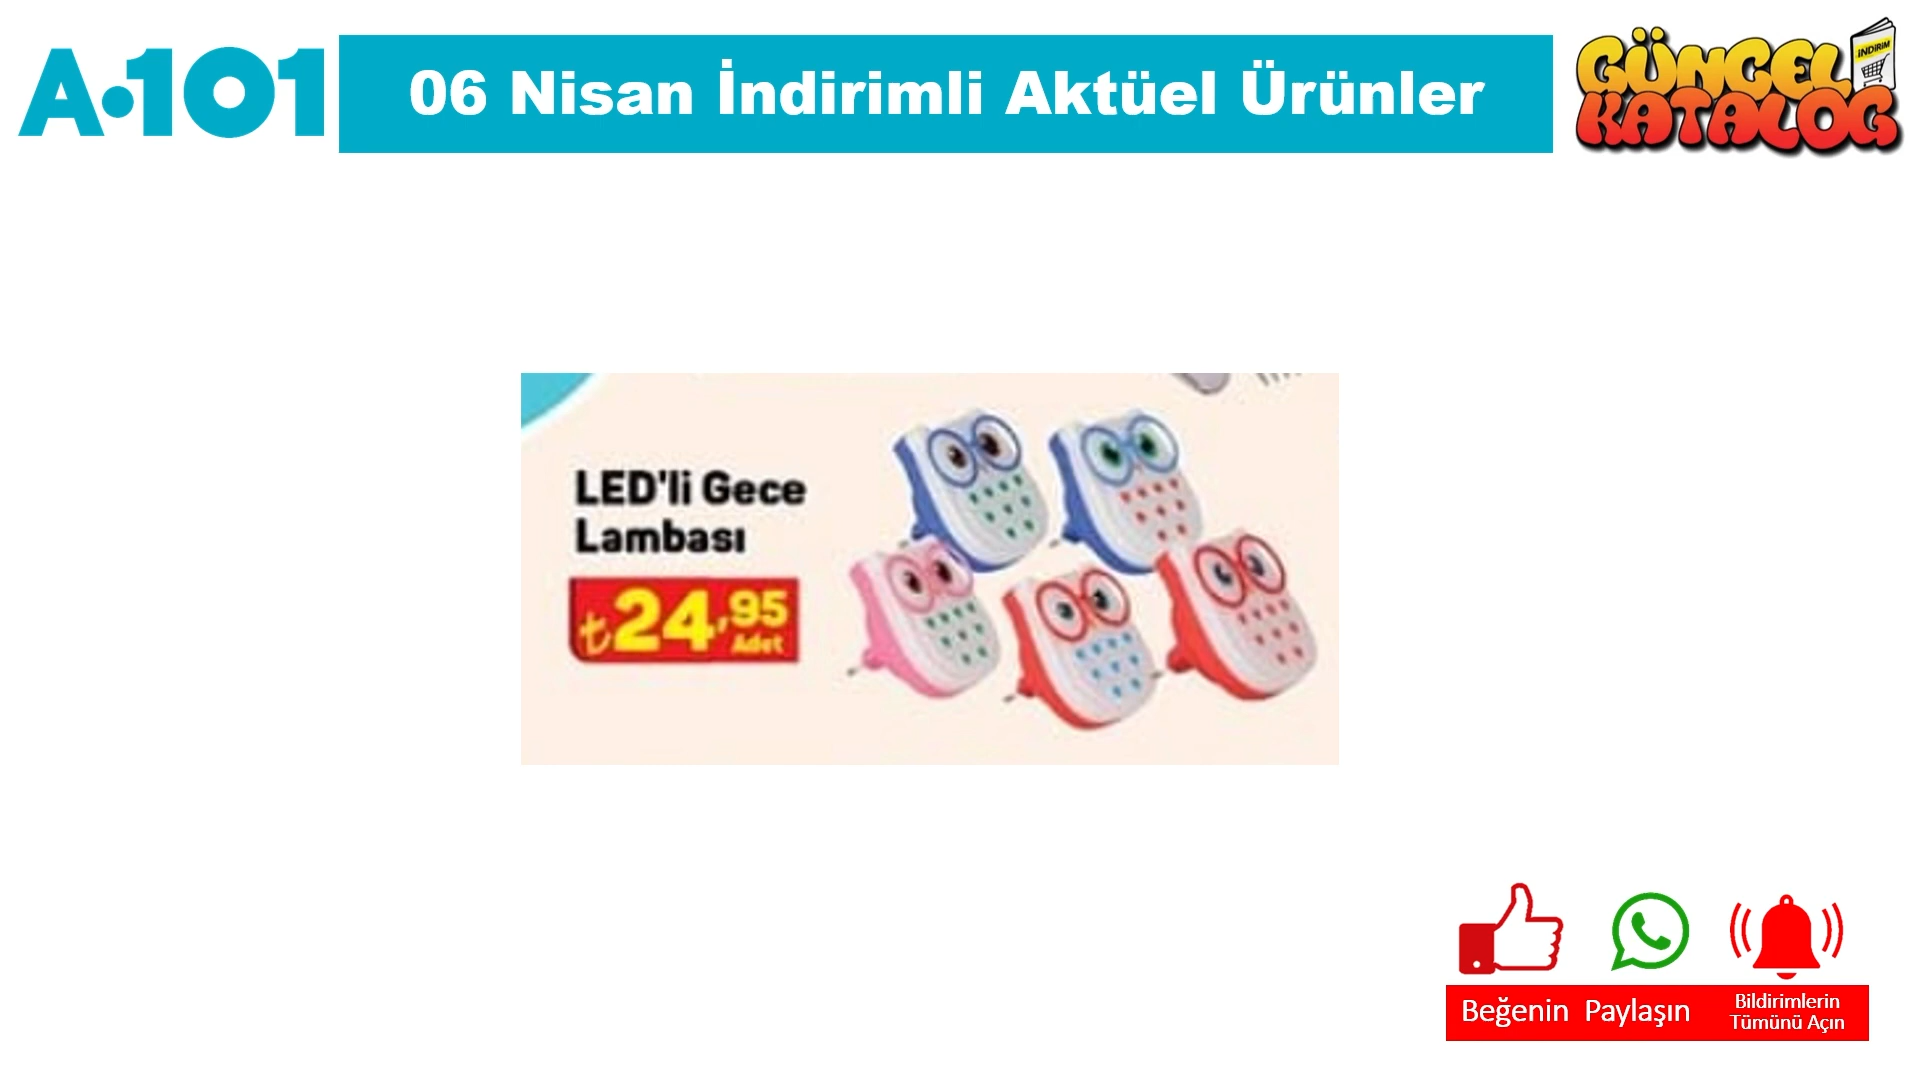 A101
06 Nisan İndirimli Aktüel Ürünler
GÜNCEL
KATALOG
İNDİRİM
LED'li Gece
Lambası
₺24,95
Adet
Beğenin Paylaşın
Bildirimlerin
Tümünü Açın